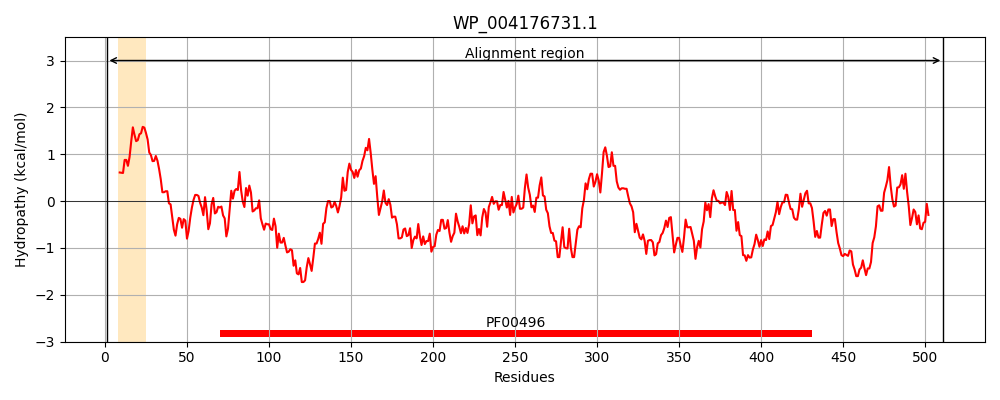 WP_004176731.1
Alignment region
PF00496
Hydropathy (kcal/mol)
3
2
1
0
−1
−2
−3
0 50 100 150 200 250 300 350 400 450 500
Residues